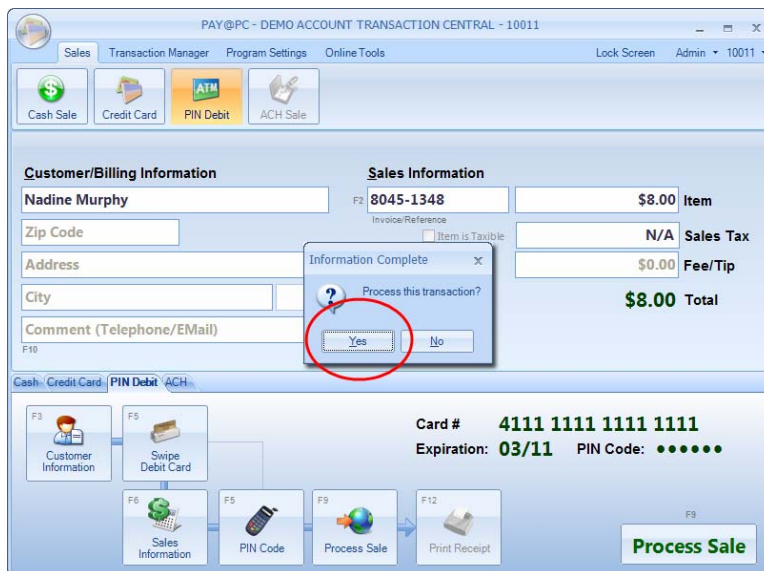 PAY@PC - DEMO ACCOUNT TRANSACTION CENTRAL - 10011
Sales Transaction Manager Program Settings Online Tools Lock Screen Admin 10011
Cash Sale Credit Card ATM PIN Debit ACH Sale
Customer/Billing Information Sales Information
Nadine Murphy F2 8045-1348 $8.00 Item
Invoice/Reference
Zip Code Item is Taxible N/A Sales Tax
Address $0.00 Fee/Tip
City $8.00 Total
Comment (Telephone/EMail)
F10
Information Complete x
? Process this transaction?
Yes No
Cash Credit Card PIN Debit ACH
F3 Customer Information
F5 Swipe Debit Card
F6 Sales Information
F5 PIN Code
F9 Process Sale
F12 Print Receipt
Card # 4111 1111 1111 1111
Expiration: 03/11 PIN Code: ●●●●●●
F9
Process Sale